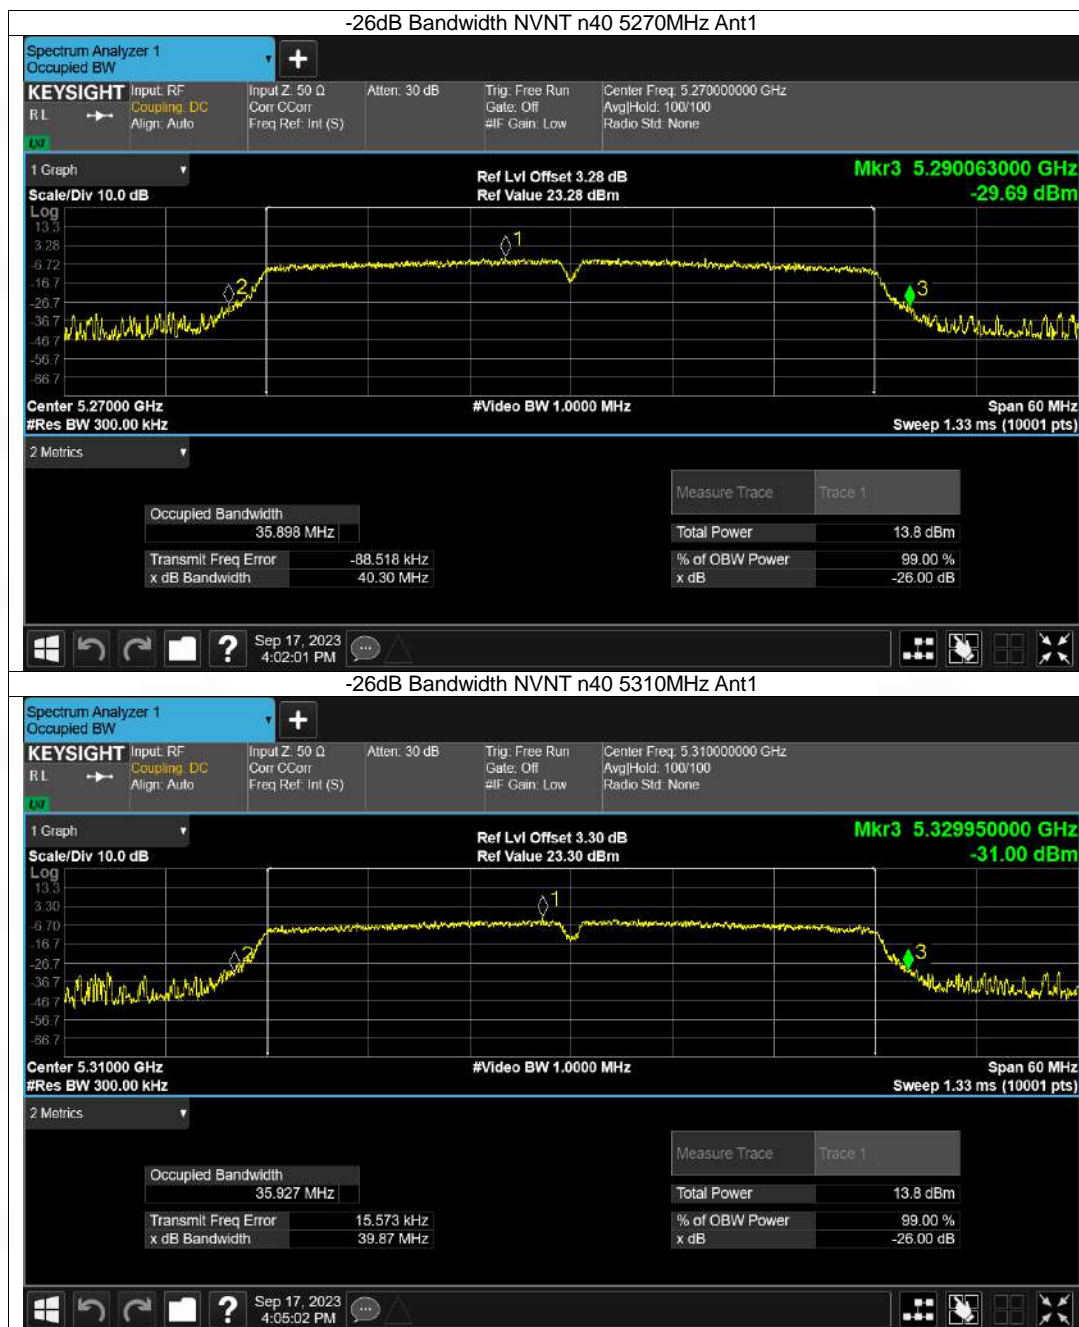 -26dB Bandwidth NVNT n40 5270MHz Ant1
Spectrum Analyzer 1
Occupied BW
+
KEYSIGHT Input: RF Input Z: 50 Ω Atten: 30 dB Trig: Free Run Center Freq: 5.270000000 GHz
RL Coupling: DC Corr CCorr Gate: Off Avg|Hold: 100/100
Align: Auto Freq Ref: Int (S) #IF Gain: Low Radio Std: None
LXI
1 Graph Ref Lvl Offset 3.28 dB Mkr3 5.290063000 GHz
Scale/Div 10.0 dB Ref Value 23.28 dBm -29.69 dBm
Log
13.3
3.28
-6.72
-16.7
-26.7
-36.7
-46.7
-56.7
-66.7
1
2
3
Center 5.27000 GHz #Video BW 1.0000 MHz Span 60 MHz
#Res BW 300.00 kHz Sweep 1.33 ms (10001 pts)
2 Metrics
Measure Trace Trace 1
Occupied Bandwidth
35.898 MHz Total Power 13.8 dBm
Transmit Freq Error -88.518 kHz % of OBW Power 99.00 %
x dB Bandwidth 40.30 MHz x dB -26.00 dB
? Sep 17, 2023
4:02:01 PM
-26dB Bandwidth NVNT n40 5310MHz Ant1
Spectrum Analyzer 1
Occupied BW
+
KEYSIGHT Input: RF Input Z: 50 Ω Atten: 30 dB Trig: Free Run Center Freq: 5.310000000 GHz
RL Coupling: DC Corr CCorr Gate: Off Avg|Hold: 100/100
Align: Auto Freq Ref: Int (S) #IF Gain: Low Radio Std: None
LXI
1 Graph Ref Lvl Offset 3.30 dB Mkr3 5.329950000 GHz
Scale/Div 10.0 dB Ref Value 23.30 dBm -31.00 dBm
Log
13.3
3.30
-6.70
-16.7
-26.7
-36.7
-46.7
-56.7
-66.7
1
2
3
Center 5.31000 GHz #Video BW 1.0000 MHz Span 60 MHz
#Res BW 300.00 kHz Sweep 1.33 ms (10001 pts)
2 Metrics
Measure Trace Trace 1
Occupied Bandwidth
35.927 MHz Total Power 13.8 dBm
Transmit Freq Error 15.573 kHz % of OBW Power 99.00 %
x dB Bandwidth 39.87 MHz x dB -26.00 dB
? Sep 17, 2023
4:05:02 PM